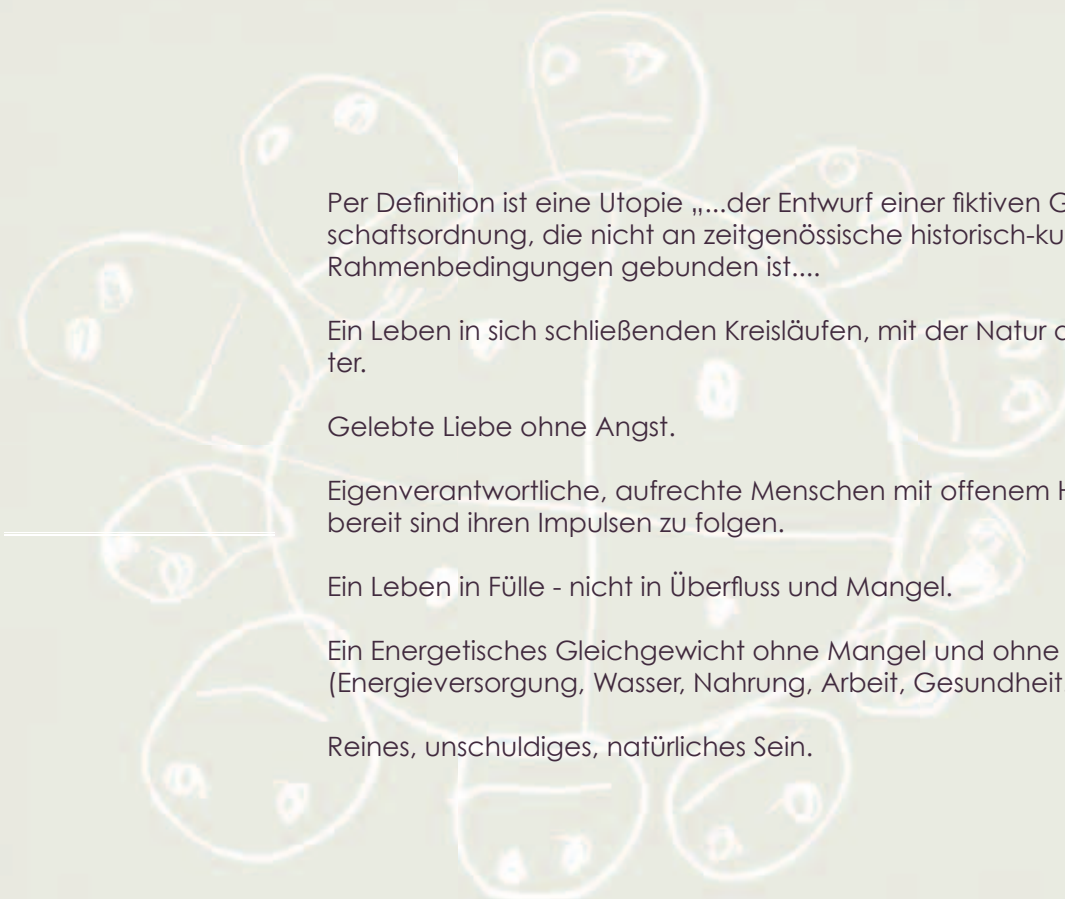 Per Definition ist eine Utopie „...der Entwurf einer fiktiven G
schaftsordnung, die nicht an zeitgenössische historisch-ku
Rahmenbedingungen gebunden ist....
Ein Leben in sich schließenden Kreisläufen, mit der Natur
ter.
Gelebte Liebe ohne Angst.
Eigenverantwortliche, aufrechte Menschen mit offenem H
bereit sind ihren Impulsen zu folgen.
Ein Leben in Fülle - nicht in Überfluss und Mangel.
Ein Energetisches Gleichgewicht ohne Mangel und ohne
(Energieversorgung, Wasser, Nahrung, Arbeit, Gesundheit
Reines, unschuldiges, natürliches Sein.